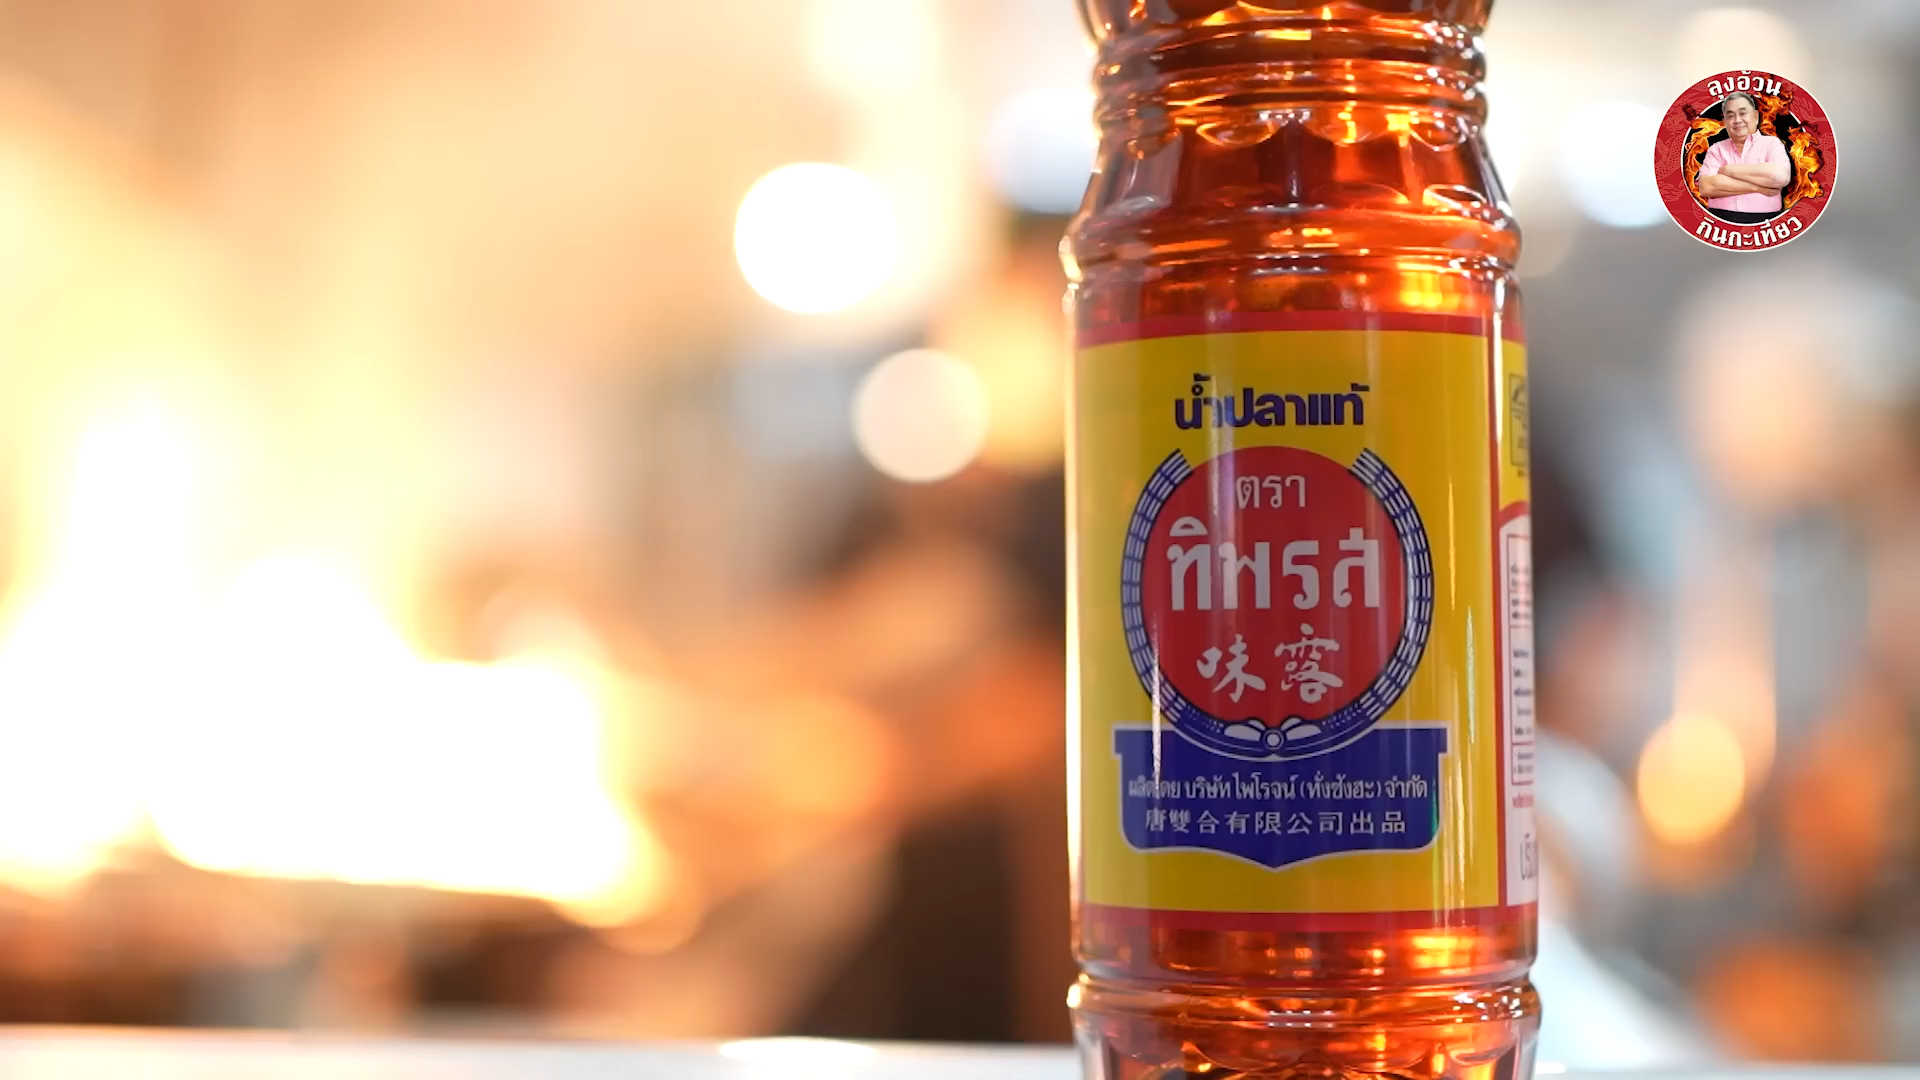 ลุงอ้วน
กินกะเที่ยว
น้ำปลาแท้
ตรา
ทิพรส
味露
ผลิตโดย บริษัท ไพโรจน์ (ทั่งซังฮะ) จำกัด
唐雙合有限公司出品